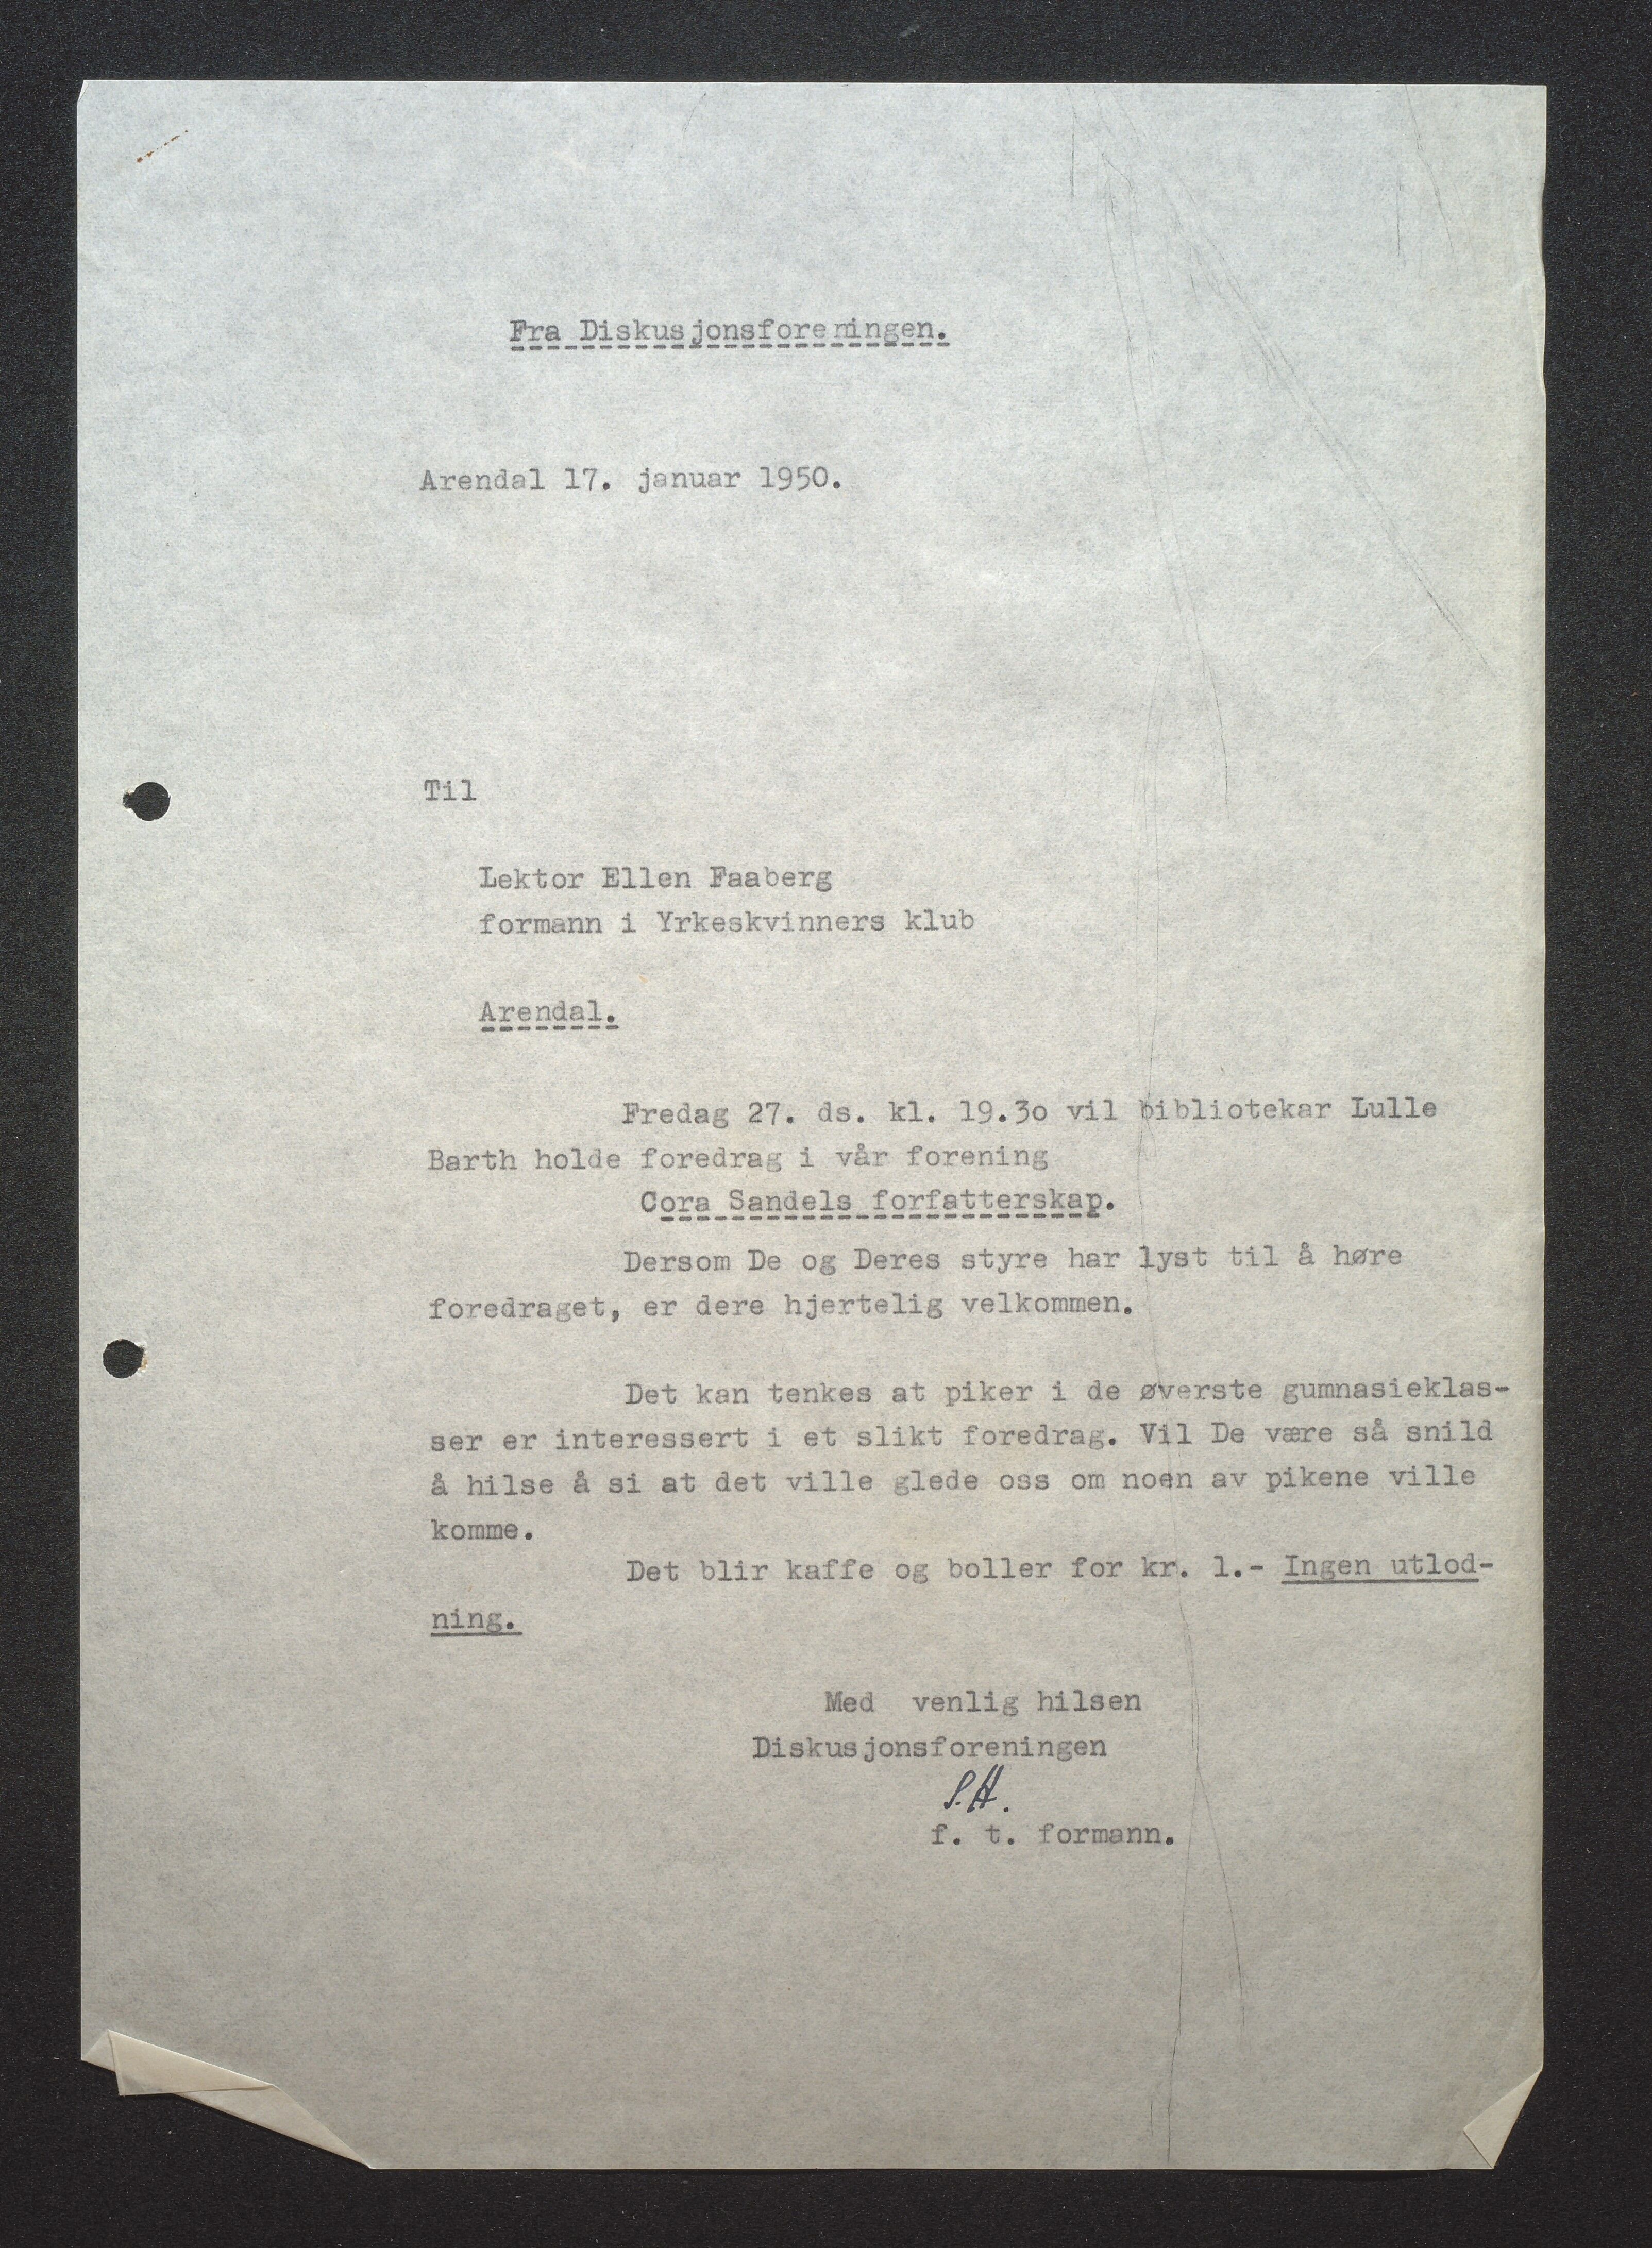 Fra Diskusjonsforeningen.
Arendal 17. januar 1950.
Til
Lektor Ellen Faaberg
formann i Yrkeskvinners klub
Arendal.
Fredag 27. ds. kl. 19.3o vil bibliotekar Lulle
Barth holde foredrag i vår forening
Cora Sandels forfatterskap.
Dersom De og Deres styre har lyst til å høre
foredraget, er dere hjertelig velkommen.
Det kan tenkes at piker i de øverste gumnasieklas-
ser er interessert i et slikt foredrag. Vil De være så snild
å hilse å si at det ville glede oss om noen av pikene ville
komme.
Det blir kaffe og boller for kr. 1.- Ingen utlod-
ning.
Med venlig hilsen
Diskusjonsforeningen
S.H.
f. t. formann.